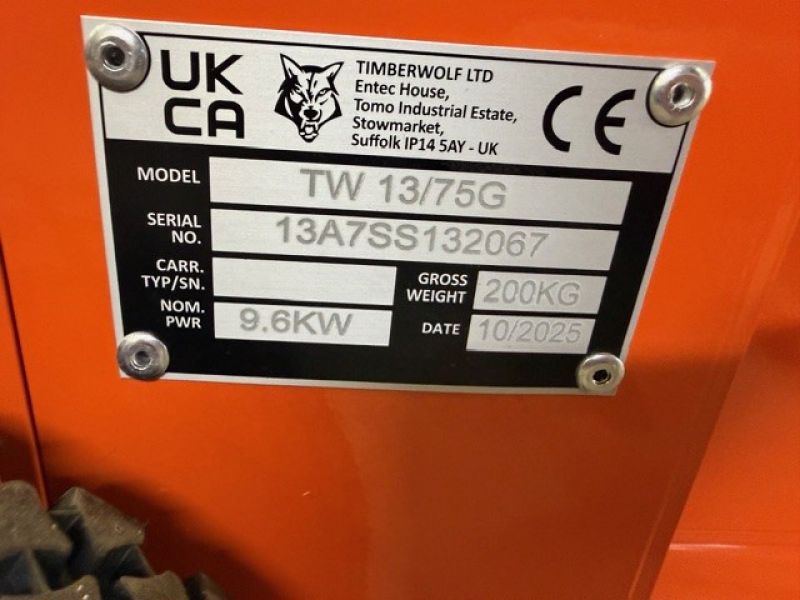 UK
CA
TIMBERWOLF LTD
Entec House,
Tomo Industrial Estate,
Stowmarket,
Suffolk IP14 5AY - UK
CE
MODEL TW 13/75G
SERIAL NO. 13A7SS132067
CARR. TYP/SN.
GROSS WEIGHT 200KG
NOM. PWR 9.6KW
DATE 10/2025